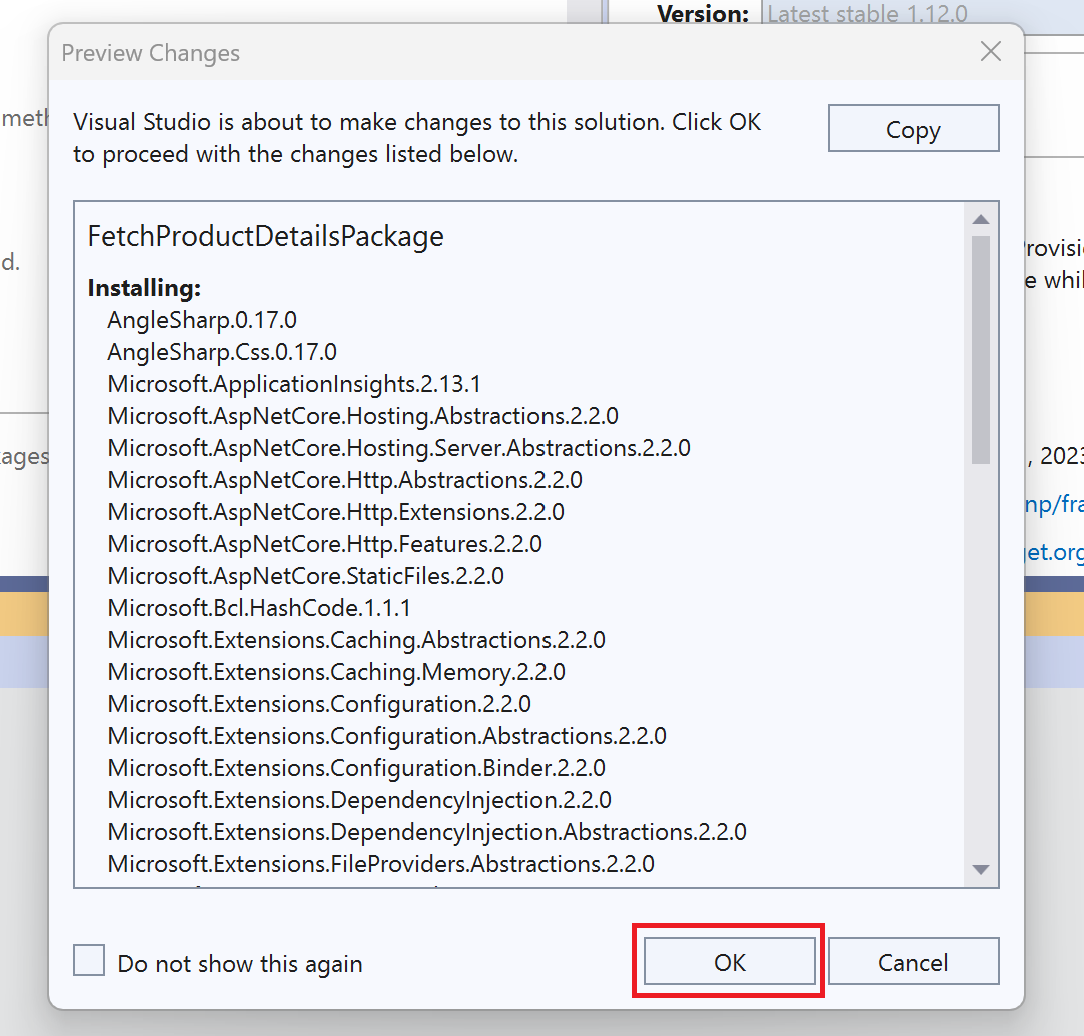 Version: Latest stable 1.12.0
Preview Changes
Visual Studio is about to make changes to this solution. Click OK
to proceed with the changes listed below.
Copy
FetchProductDetailsPackage
Installing:
AngleSharp.0.17.0
AngleSharp.Css.0.17.0
Microsoft.ApplicationInsights.2.13.1
Microsoft.AspNetCore.Hosting.Abstractions.2.2.0
Microsoft.AspNetCore.Hosting.Server.Abstractions.2.2.0
Microsoft.AspNetCore.Http.Abstractions.2.2.0
Microsoft.AspNetCore.Http.Extensions.2.2.0
Microsoft.AspNetCore.Http.Features.2.2.0
Microsoft.AspNetCore.StaticFiles.2.2.0
Microsoft.Bcl.HashCode.1.1.1
Microsoft.Extensions.Caching.Abstractions.2.2.0
Microsoft.Extensions.Caching.Memory.2.2.0
Microsoft.Extensions.Configuration.2.2.0
Microsoft.Extensions.Configuration.Abstractions.2.2.0
Microsoft.Extensions.Configuration.Binder.2.2.0
Microsoft.Extensions.DependencyInjection.2.2.0
Microsoft.Extensions.DependencyInjection.Abstractions.2.2.0
Microsoft.Extensions.FileProviders.Abstractions.2.2.0
Do not show this again
OK
Cancel
d.
, 2023